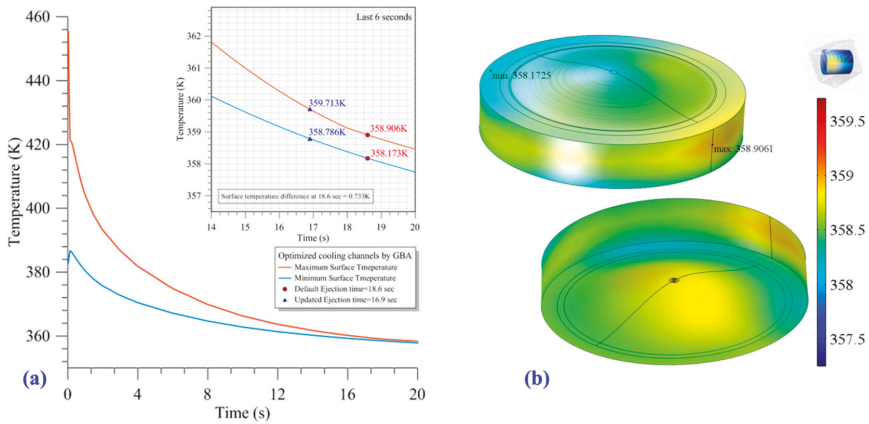 460
440
420
400
380
360
Temperature (K)
0
4
8
12
16
20
Time (s)
(a)
Last 6 seconds
362
361
360
359
358
357
Temperature (K)
359.713K
358.786K
358.906K
358.173K
Surface temperature difference at 18.6 sec = 0.733K
14
15
16
17
18
19
20
Time (s)
Optimized cooling channels by GBA
Maximum Surface Tmeperature
Minimum Surface Tmeperature
Default Ejection time=18.6 sec
Updated Ejection time=16.9 sec
min: 358.1725
max: 358.9061
(b)
359.5
359
358.5
358
357.5